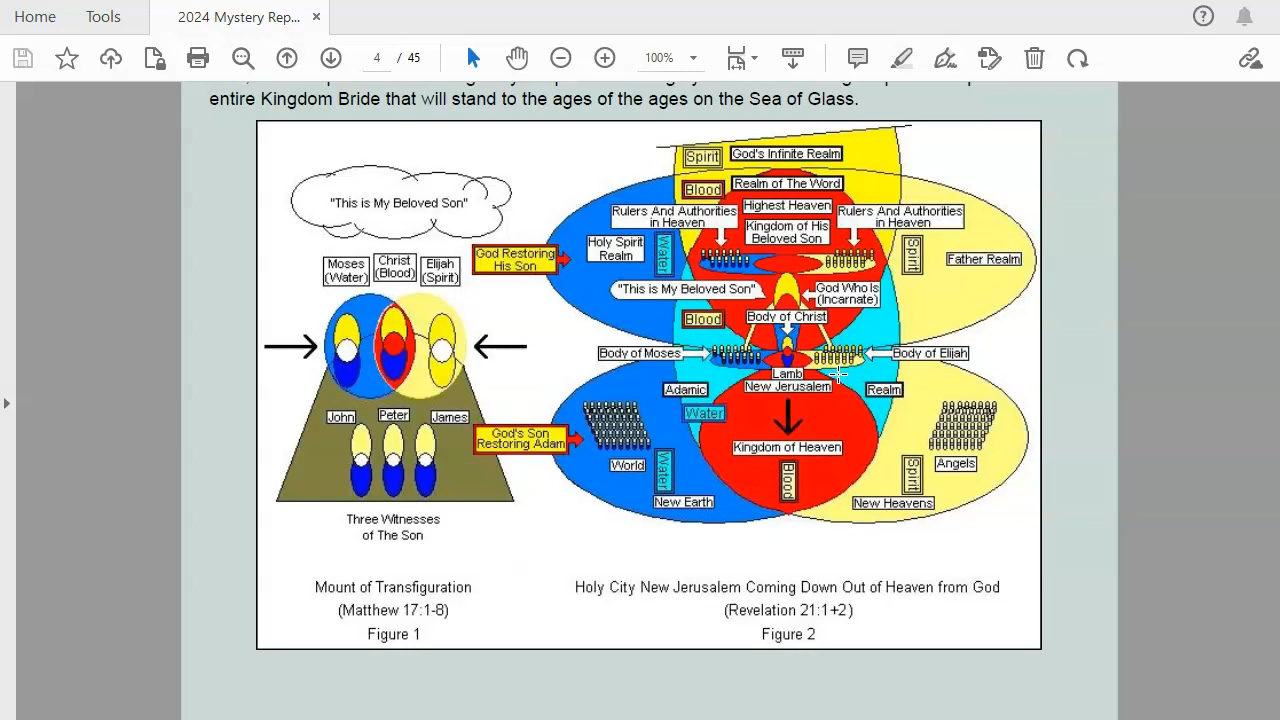 Home
Tools
2024 Mystery Rep...
4 / 45
100%
entire Kingdom Bride that will stand to the ages of the ages on the Sea of Glass.
"This is My Beloved Son"
Moses
(Water)
Christ
(Blood)
Elijah
(Spirit)
John
Peter
James
Three Witnesses
of The Son
Mount of Transfiguration
(Matthew 17:1-8)
Figure 1
God Restoring
His Son
God's Son
Restoring Adam
Spirit
God's Infinite Realm
Blood
Realm of The Word
Highest Heaven
Rulers And Authorities
in Heaven
Kingdom of His
Beloved Son
Rulers And Authorities
in Heaven
Holy Spirit
Realm
Water
Spirit
Father Realm
"This is My Beloved Son"
God Who Is
(Incarnate)
Blood
Body of Christ
Body of Moses
Body of Elijah
Lamb
New Jerusalem
Adamic
Realm
Water
Kingdom of Heaven
World
Water
Blood
Spirit
Angels
New Earth
New Heavens
Holy City New Jerusalem Coming Down Out of Heaven from God
(Revelation 21:1+2)
Figure 2